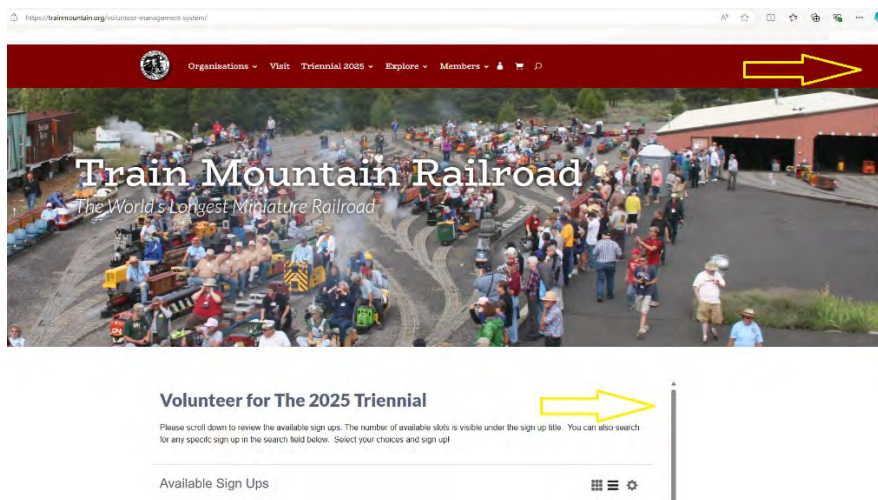 https://trainmountain.org/volunteer-management-system/
Organizations Visit Triennial 2025 Explore Members
Train Mountain Railroad
The World's Longest Miniature Railroad
Volunteer for The 2025 Triennial
Please scroll down to review the available sign ups. The number of available slots is visible under the sign up title. You can also search
for any specifc sign up in the search field below. Select your choices and sign up!
Available Sign Ups